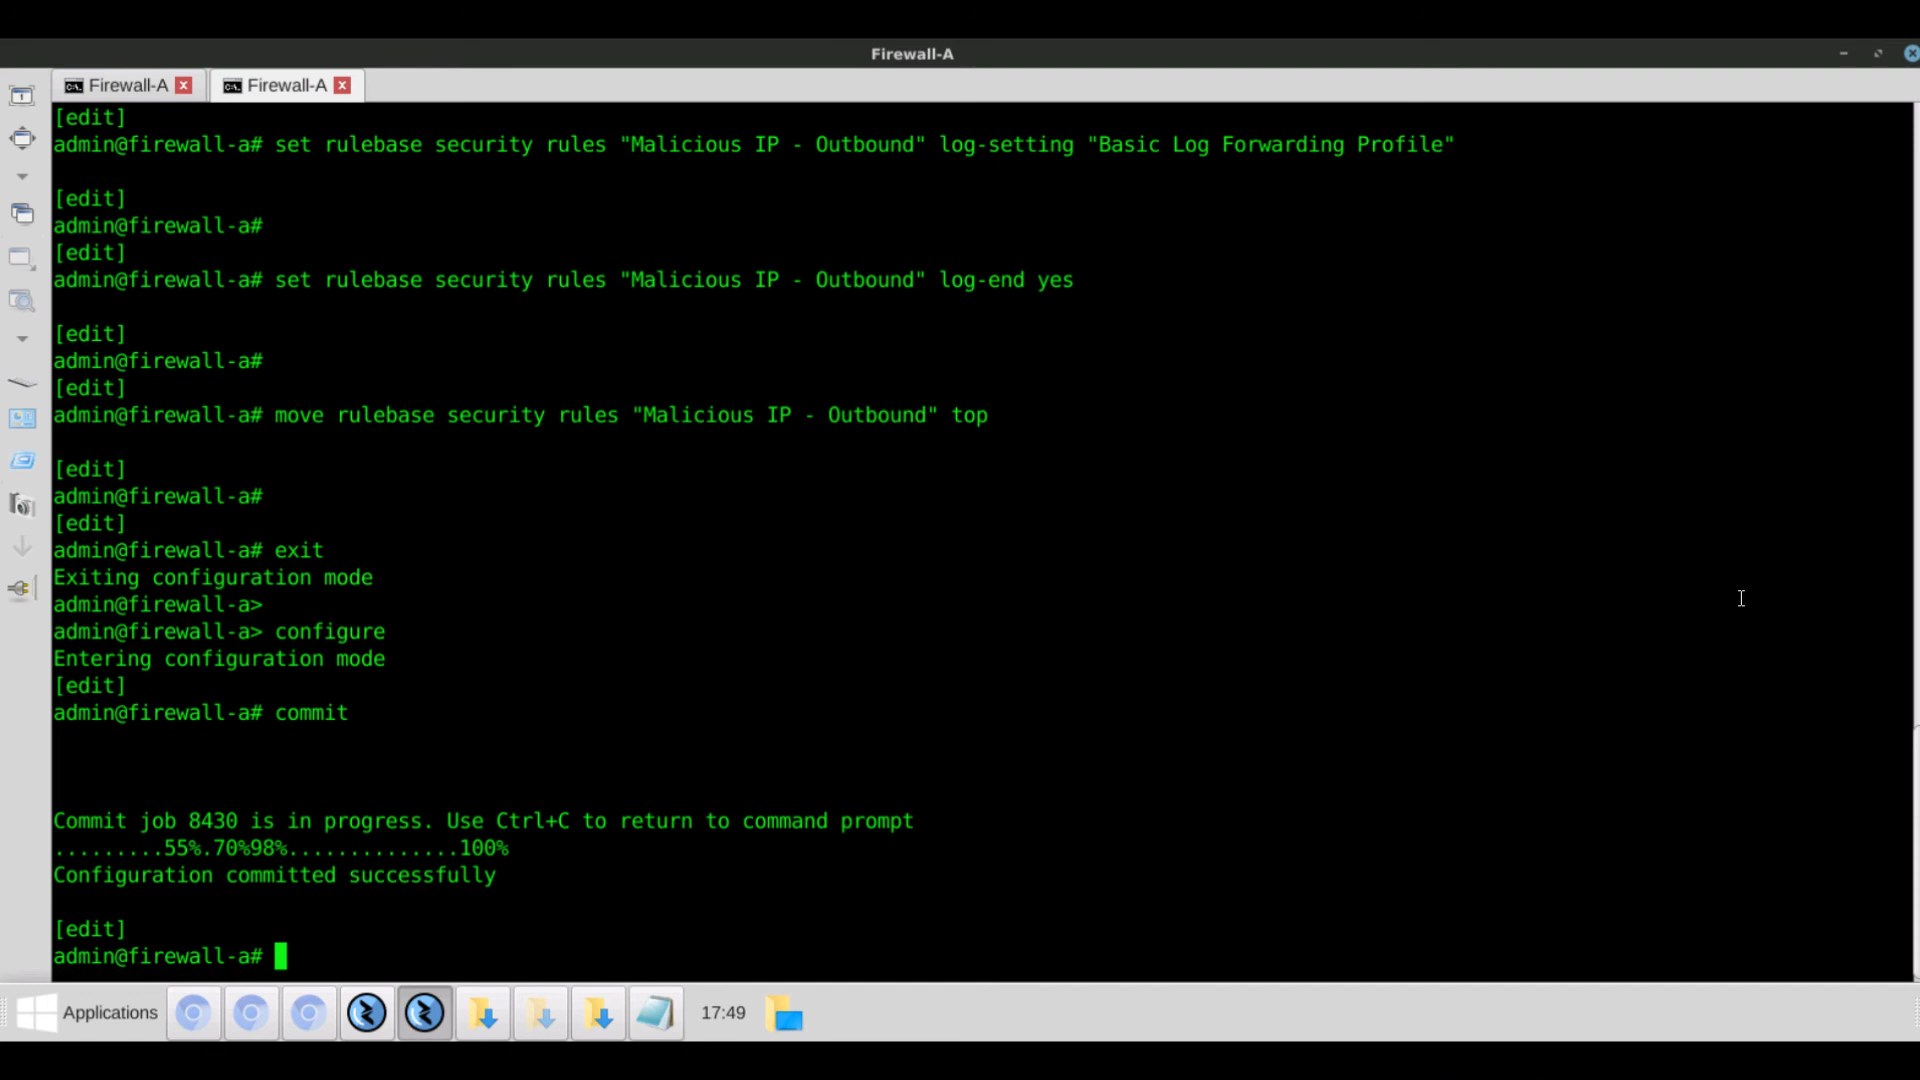 Firewall-A
Firewall-A
Firewall-A
[edit]
admin@firewall-a# set rulebase security rules "Malicious IP - Outbound" log-setting "Basic Log Forwarding Profile"
[edit]
admin@firewall-a#
[edit]
admin@firewall-a# set rulebase security rules "Malicious IP - Outbound" log-end yes
[edit]
admin@firewall-a#
[edit]
admin@firewall-a# move rulebase security rules "Malicious IP - Outbound" top
[edit]
admin@firewall-a#
[edit]
admin@firewall-a# exit
Exiting configuration mode
admin@firewall-a>
admin@firewall-a> configure
Entering configuration mode
[edit]
admin@firewall-a# commit
Commit job 8430 is in progress. Use Ctrl+C to return to command prompt
.........55%.70%98%..............100%
Configuration committed successfully
[edit]
admin@firewall-a#
Applications
17:49